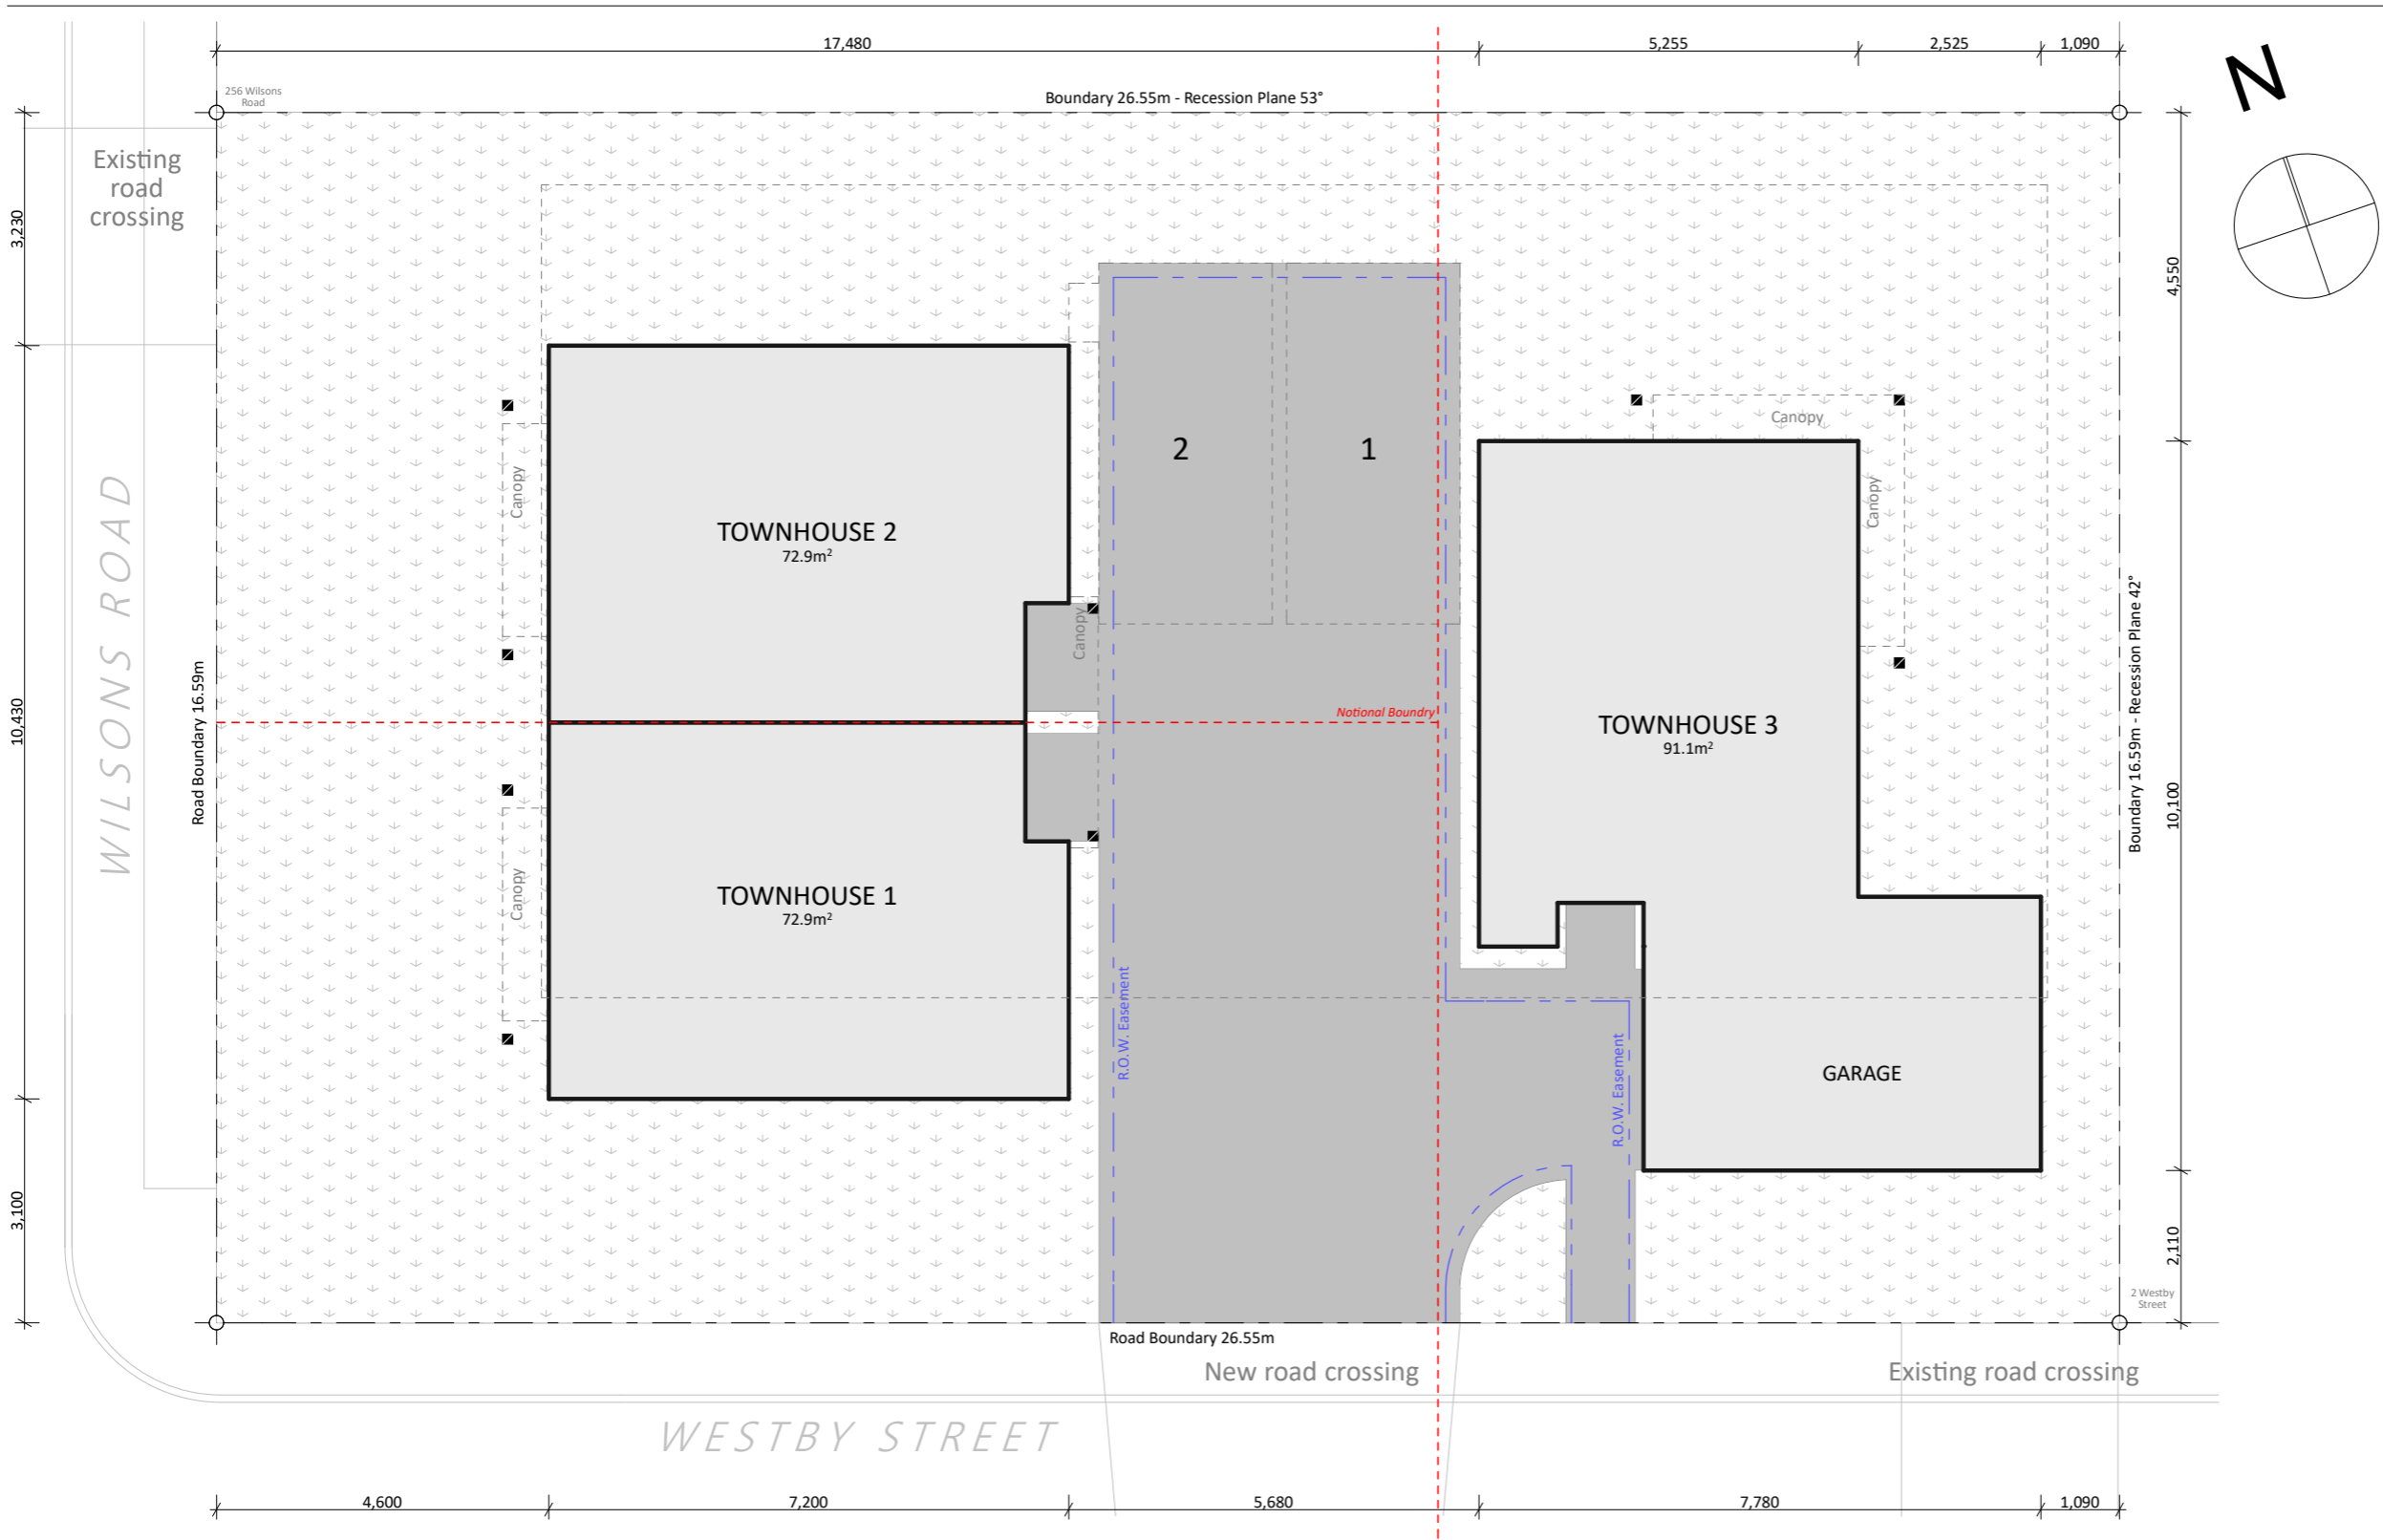 17,480
5,255
2,525
1,090
256 Wilsons
Road
Boundary 26.55m - Recession Plane 53°
N
Existing
road
crossing
3,230
4,550
Canopy
Canopy
Canopy
2
1
TOWNHOUSE 2
72.9m²
WILSONS ROAD
Road Boundary 16.59m
Canopy
Notional Boundry
TOWNHOUSE 3
91.1m²
Boundary 16.59m - Recession Plane 42°
10,430
10,100
Canopy
TOWNHOUSE 1
72.9m²
R.O.W. Easement
R.O.W. Easement
GARAGE
3,100
2,110
2 Westby
Street
Road Boundary 26.55m
New road crossing
Existing road crossing
WESTBY STREET
4,600
7,200
5,680
7,780
1,090